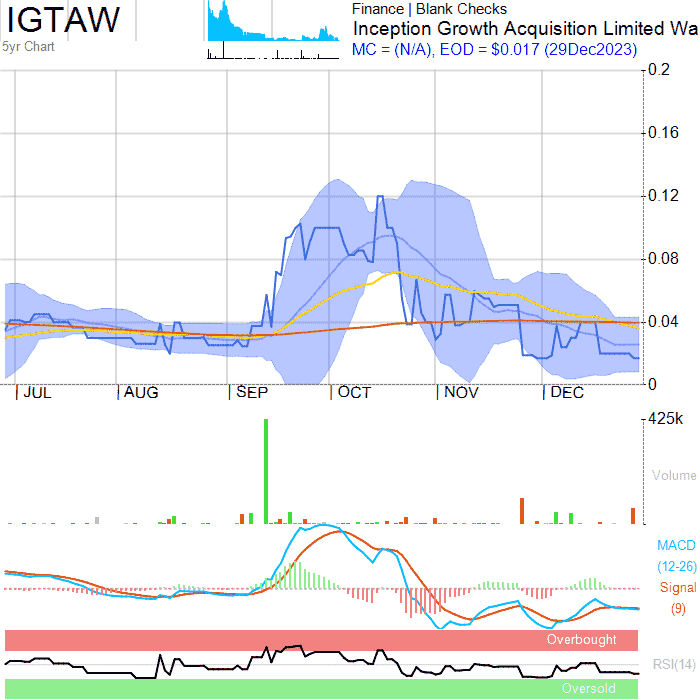 IGTAW
5yr Chart
Finance | Blank Checks
Inception Growth Acquisition Limited Wa
MC = (N/A), EOD = $0.017 (29Dec2023)
0.2
0.16
0.12
0.08
0.04
0
JUL AUG SEP OCT NOV DEC
425k
Volume
MACD
(12-26)
Signal
(9)
Overbought
RSI(14)
Oversold